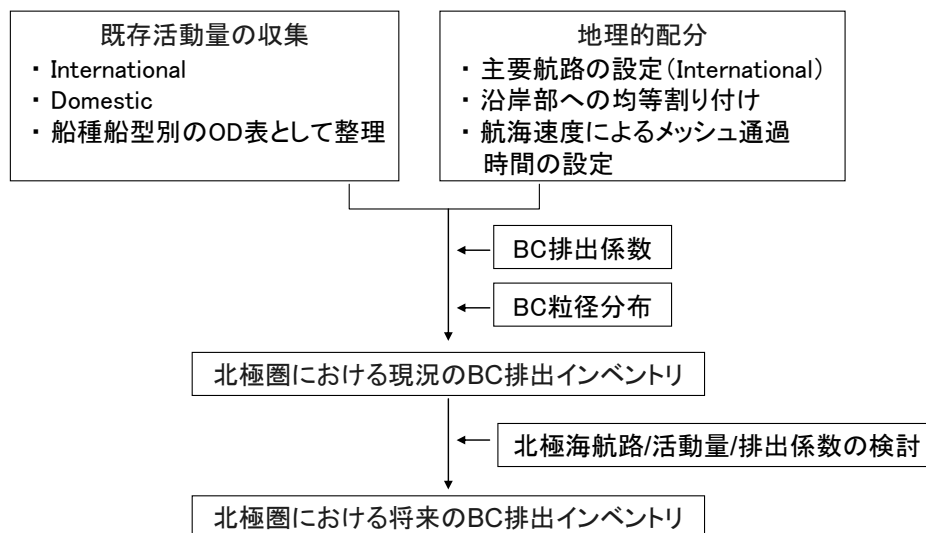 既存活動量の収集
・ International
・ Domestic
・ 船種船型別のOD表として整理
地理的配分
・ 主要航路の設定(International)
・ 沿岸部への均等割り付け
・ 航海速度によるメッシュ通過
時間の設定
BC排出係数
BC粒径分布
北極圏における現況のBC排出インベントリ
北極海航路/活動量/排出係数の検討
北極圏における将来のBC排出インベントリ